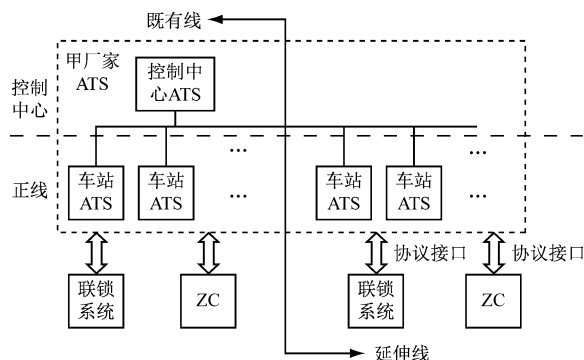 既有线
甲厂家
ATS
控制中
心ATS
控制
中心
...
...
正线
车站
ATS
车站
ATS
...
车站
ATS
车站
ATS
...
协议接口
协议接口
联锁
系统
ZC
联锁
系统
ZC
延伸线